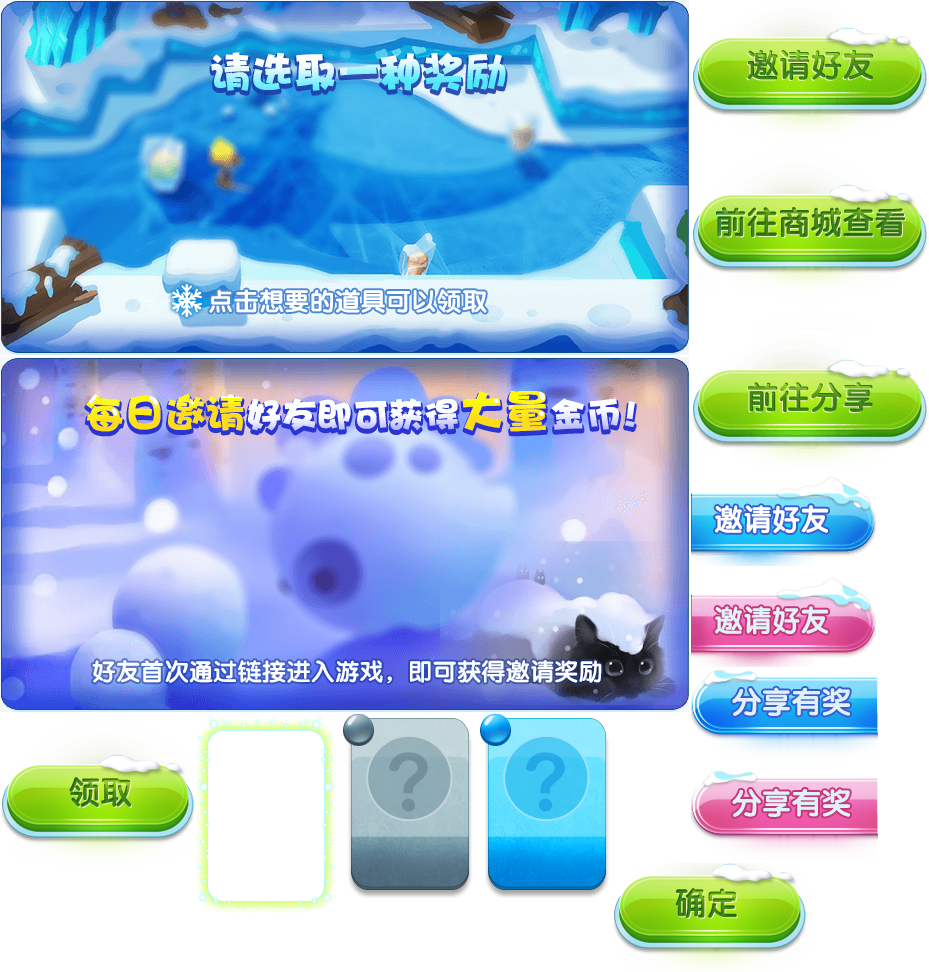 请选取一种奖励
点击想要的道具可以领取
每日邀请好友即可获得大量金币!
好友首次通过链接进入游戏，即可获得邀请奖励
邀请好友
前往商城查看
前往分享
邀请好友
邀请好友
分享有奖
分享有奖
领取
?
?
确定